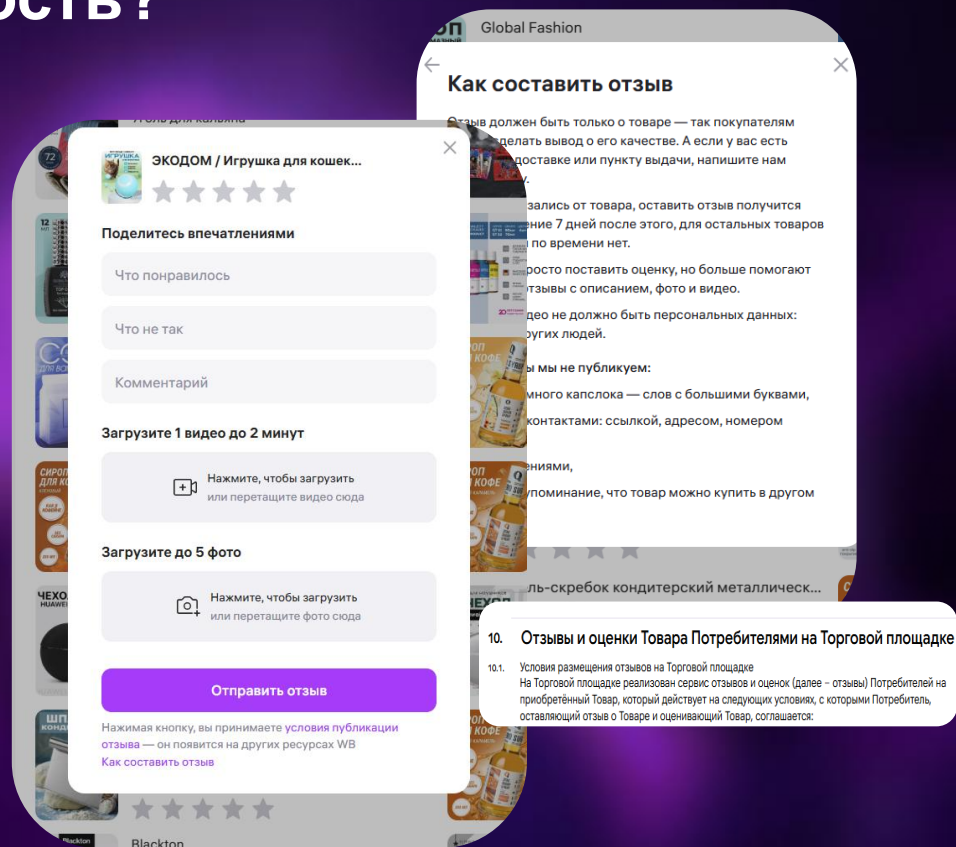 ость?
Global Fashion
Как составить отзыв
Отзыв должен быть только о товаре — так покупателям
делать вывод о его качестве. А если у вас есть
доставке или пункту выдачи, напишите нам
зались от товара, оставить отзыв получится
ение 7 дней после этого, для остальных товаров
по времени нет.
росто поставить оценку, но больше помогают
отзывы с описанием, фото и видео.
део не должно быть персональных данных:
ругих людей.
ы мы не публикуем:
много капслока — слов с большими буквами,
контактами: ссылкой, адресом, номером
ениями,
упоминание, что товар можно купить в другом
ль-скребок кондитерский металлическ...
72
ИГРУШКА
ЭКОДОМ / Игрушка для кошек...
Поделитесь впечатлениями
Что понравилось
Что не так
Комментарий
Загрузите 1 видео до 2 минут
Нажмите, чтобы загрузить
или перетащите видео сюда
Загрузите до 5 фото
Нажмите, чтобы загрузить
или перетащите фото сюда
Отправить отзыв
Нажимая кнопку, вы принимаете условия публикации
отзыва — он появится на других ресурсах WB
Как составить отзыв
Blackton
10. Отзывы и оценки Товара Потребителями на Торговой площадке
10.1. Условия размещения отзывов на Торговой площадке
На Торговой площадке реализован сервис отзывов и оценок (далее – отзывы) Потребителей на
приобретённый Товар, который действует на следующих условиях, с которыми Потребитель,
оставляющий отзыв о Товаре и оценивающий Товар, соглашается: